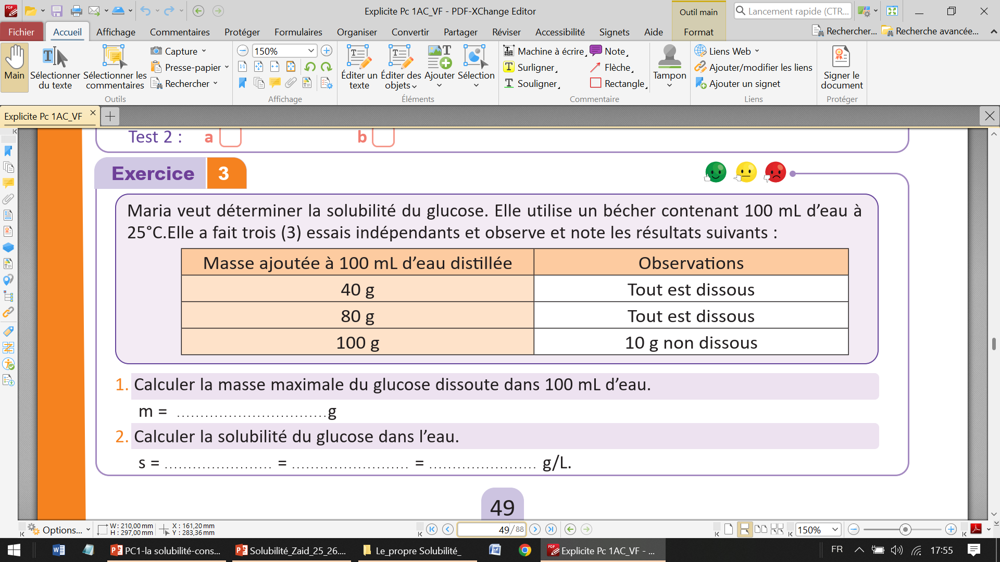 Explicite Pc 1AC_VF - PDF-XChange Editor
Outil main
Lancement rapide (CTR...
Fichier Accueil Affichage Commentaires Protéger Formulaires Organiser Convertir Partager Réviser Accessibilité Signets Aide Format Rechercher... Recherche avancée...
Main
Sélectionner
du texte
Sélectionner les
commentaires
Capture
Presse-papier
Rechercher
Outils
150%
Affichage
Éditer un
texte
Éditer des
objets
Ajouter
Sélection
Éléments
Machine à écrire
Surligner
Souligner
Note
Flèche
Rectangle
Tampon
Commentaire
Liens Web
Ajouter/modifier les liens
Ajouter un signet
Liens
Signer le
document
Protéger
Explicite Pc 1AC_VF
Test 2 : a b
Exercice 3
Maria veut déterminer la solubilité du glucose. Elle utilise un bécher contenant 100 mL d’eau à
25°C.Elle a fait trois (3) essais indépendants et observe et note les résultats suivants :
Masse ajoutée à 100 mL d’eau distillée Observations
40 g Tout est dissous
80 g Tout est dissous
100 g 10 g non dissous
1. Calculer la masse maximale du glucose dissoute dans 100 mL d’eau.
m = ................................g
2. Calculer la solubilité du glucose dans l’eau.
s = ....................... = ......................... = ....................... g/L.
49
Options...
W : 210,00 mm
H : 297,00 mm
X : 161,20 mm
Y : 283,36 mm
49 / 88
150%
PC1-la solubilité-cons...
Solubilité_Zaid_25_26....
Le_propre Solubilité_
Explicite Pc 1AC_VF - ...
FR
17:55